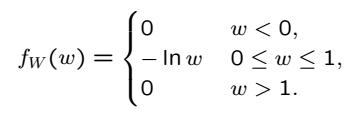 f_W(w) = { 0 w < 0,
− ln w 0 ≤ w ≤ 1,
0 w > 1.